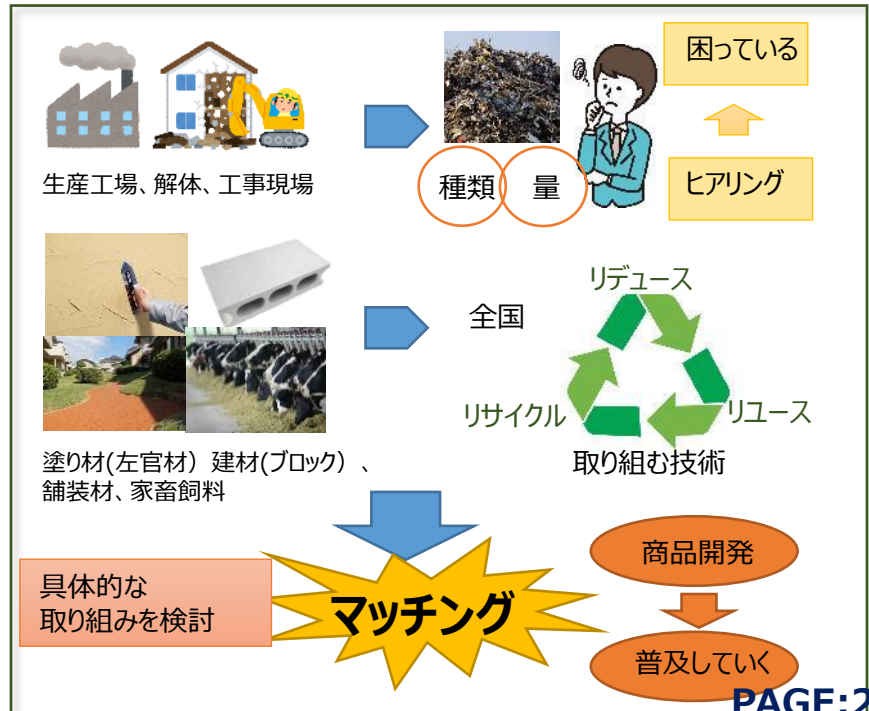 困っている
ヒアリング
生産工場、解体、工事現場
種類
量
リデュース
全国
リサイクル
リユース
取り組む技術
塗り材(左官材）建材(ブロック）、
舗装材、家畜飼料
具体的な
取り組みを検討
マッチング
商品開発
普及していく
PAGE:2